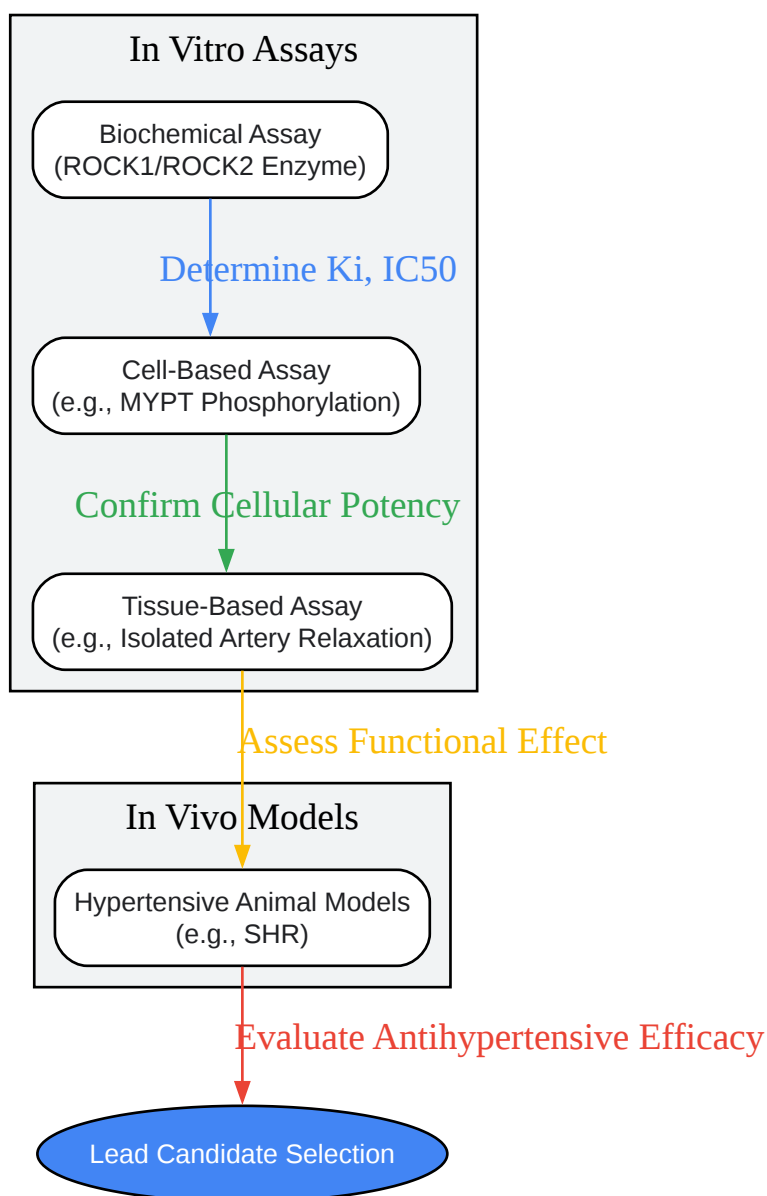 In Vitro Assays
Biochemical Assay
(ROCK1/ROCK2 Enzyme)
Determine Ki, IC50
Cell-Based Assay
(e.g., MYPT Phosphorylation)
Confirm Cellular Potency
Tissue-Based Assay
(e.g., Isolated Artery Relaxation)
Assess Functional Effect
In Vivo Models
Hypertensive Animal Models
(e.g., SHR)
Evaluate Antihypertensive Efficacy
Lead Candidate Selection